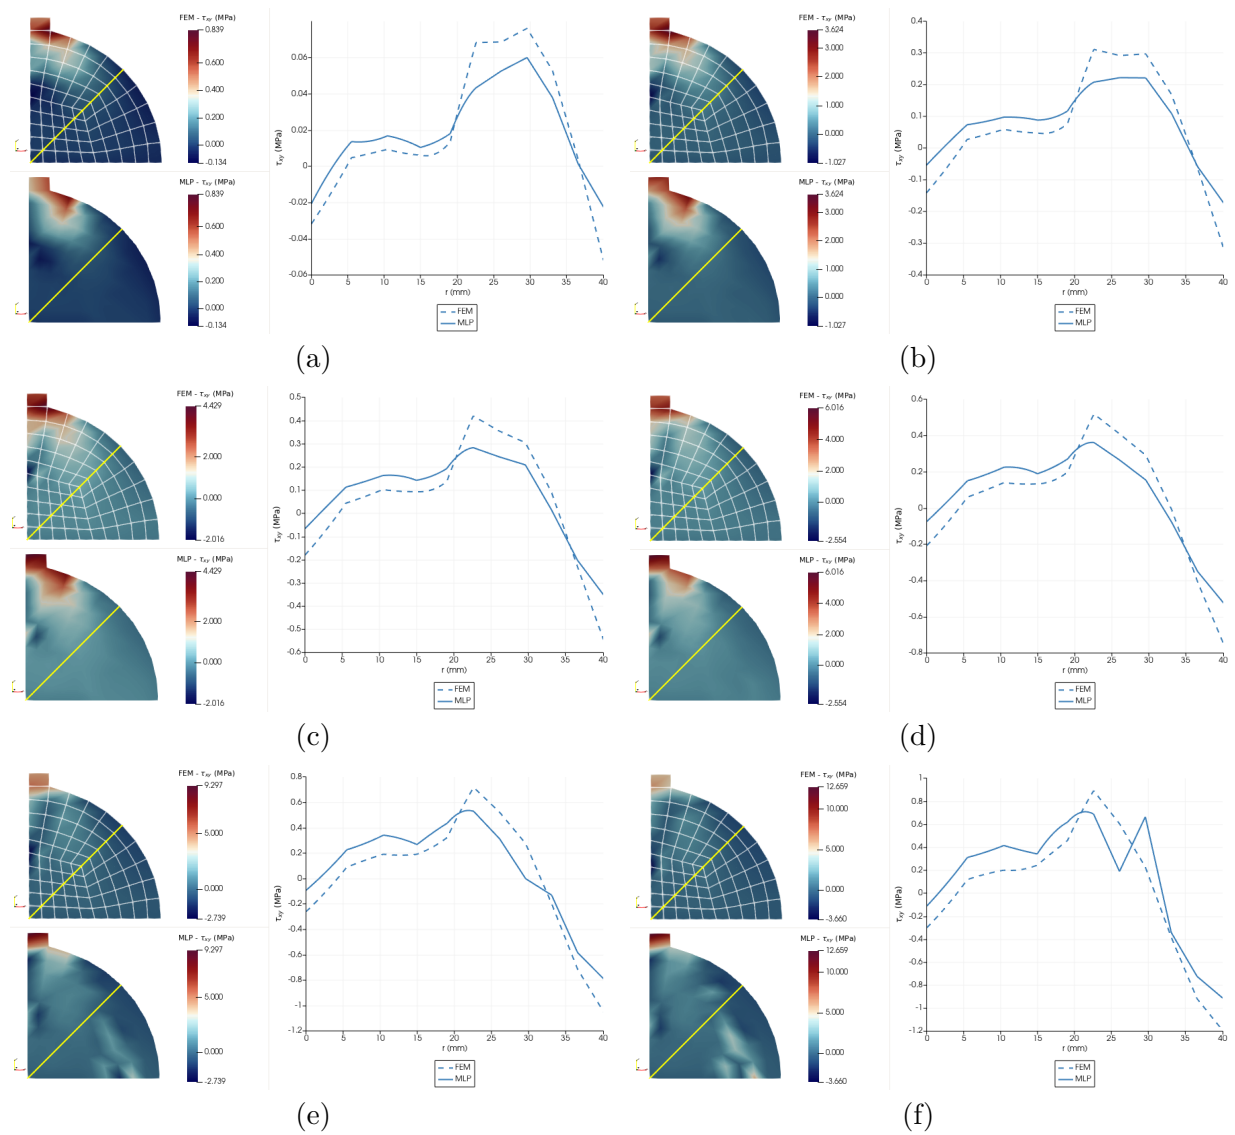 FEM - τxy (MPa)
0.839
0.600
0.400
0.200
0.000
-0.134
MLP - τxy (MPa)
0.839
0.600
0.400
0.200
0.000
-0.134
τxy (MPa)
0.06
0.04
0.02
0
-0.02
-0.04
-0.06
0 5 10 15 20 25 30 35 40
r (mm)
FEM
MLP
(a)
FEM - τxy (MPa)
3.624
3.000
2.000
1.000
0.000
-1.027
MLP - τxy (MPa)
3.624
3.000
2.000
1.000
0.000
-1.027
τxy (MPa)
0.4
0.3
0.2
0.1
0
-0.1
-0.2
-0.3
-0.4
0 5 10 15 20 25 30 35 40
r (mm)
FEM
MLP
(b)
FEM - τxy (MPa)
4.429
2.000
0.000
-2.016
MLP - τxy (MPa)
4.429
2.000
0.000
-2.016
τxy (MPa)
0.5
0.4
0.3
0.2
0.1
0
-0.1
-0.2
-0.3
-0.4
-0.5
-0.6
0 5 10 15 20 25 30 35 40
r (mm)
FEM
MLP
(c)
FEM - τxy (MPa)
6.016
4.000
2.000
0.000
-2.554
MLP - τxy (MPa)
6.016
4.000
2.000
0.000
-2.554
τxy (MPa)
0.6
0.4
0.2
0
-0.2
-0.4
-0.6
-0.8
0 5 10 15 20 25 30 35 40
r (mm)
FEM
MLP
(d)
FEM - τxy (MPa)
9.297
5.000
0.000
-2.739
MLP - τxy (MPa)
9.297
5.000
0.000
-2.739
τxy (MPa)
0.8
0.6
0.4
0.2
0
-0.2
-0.4
-0.6
-0.8
-1
-1.2
0 5 10 15 20 25 30 35 40
r (mm)
FEM
MLP
(e)
FEM - τxy (MPa)
12.659
10.000
5.000
0.000
-3.660
MLP - τxy (MPa)
12.659
10.000
5.000
0.000
-3.660
τxy (MPa)
1
0.8
0.6
0.4
0.2
0
-0.2
-0.4
-0.6
-0.8
-1
-1.2
0 5 10 15 20 25 30 35 40
r (mm)
FEM
MLP
(f)